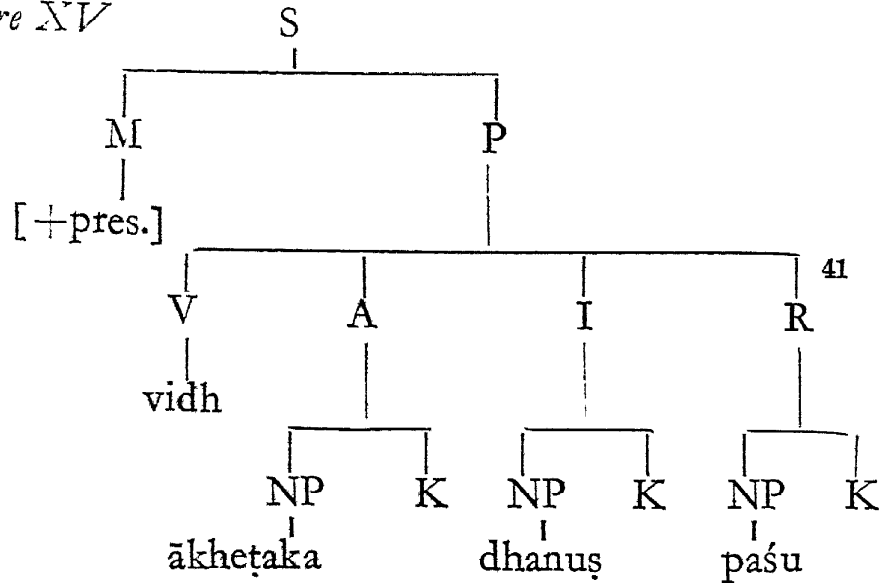 re XV
S
M P
[+pres.]
41
V A I R
vidh
NP K NP K NP K
ākheṭaka dhanuṣ paśu